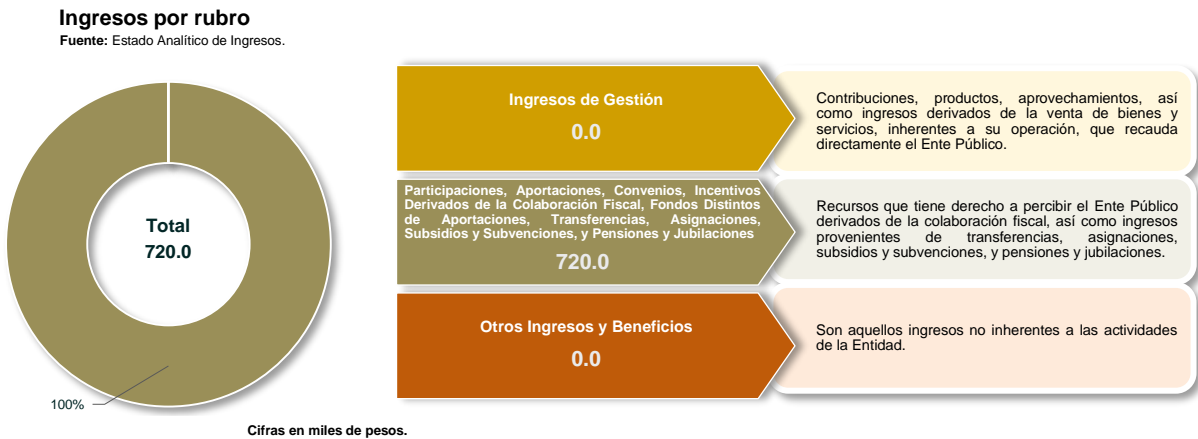 Ingresos por rubro
Fuente: Estado Analítico de Ingresos.
Total
720.0
100%
Ingresos de Gestión
0.0
Contribuciones, productos, aprovechamientos, así
como ingresos derivados de la venta de bienes y
servicios, inherentes a su operación, que recauda
directamente el Ente Público.
Participaciones, Aportaciones, Convenios, Incentivos
Derivados de la Colaboración Fiscal, Fondos Distintos
de Aportaciones, Transferencias, Asignaciones,
Subsidios y Subvenciones, y Pensiones y Jubilaciones
720.0
Recursos que tiene derecho a percibir el Ente Público
derivados de la colaboración fiscal, así como ingresos
provenientes de transferencias, asignaciones,
subsidios y subvenciones, y pensiones y jubilaciones.
Otros Ingresos y Beneficios
0.0
Son aquellos ingresos no inherentes a las actividades
de la Entidad.
Cifras en miles de pesos.